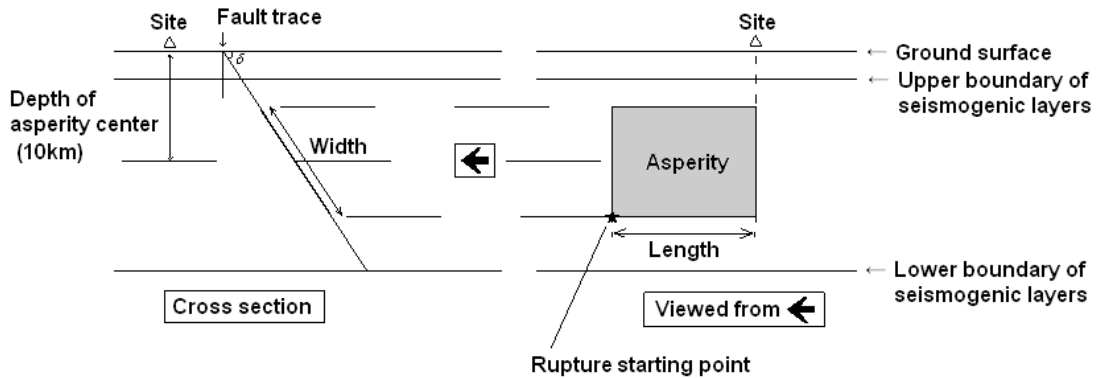 Site
Fault trace
Site
δ
Ground surface
Upper boundary of
seismogenic layers
Depth of
asperity center
(10km)
Width
Asperity
Length
Lower boundary of
seismogenic layers
Cross section
Viewed from
Rupture starting point